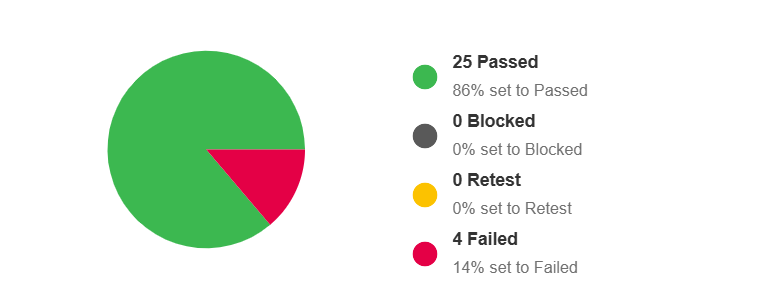 25 Passed
86% set to Passed
0 Blocked
0% set to Blocked
0 Retest
0% set to Retest
4 Failed
14% set to Failed